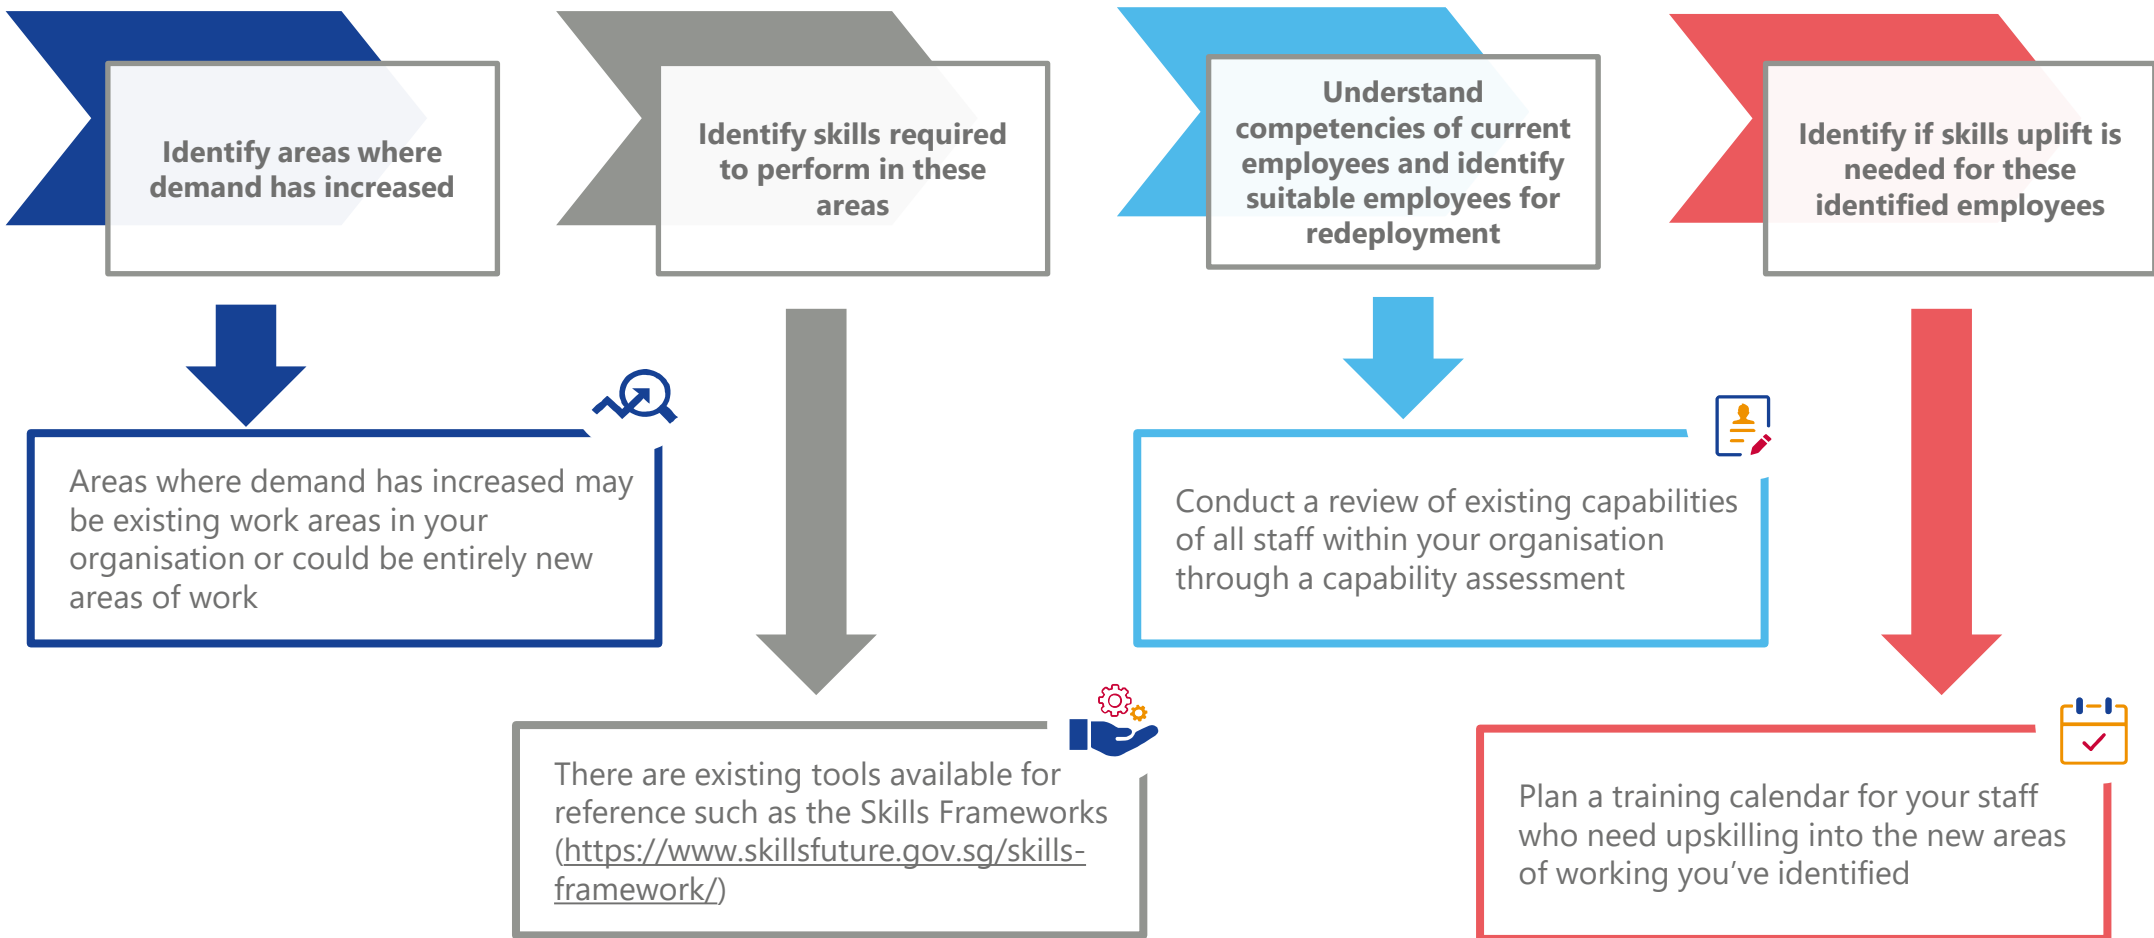 Identify areas where
demand has increased
Identify skills required
to perform in these
areas
Understand
competencies of current
employees and identify
suitable employees for
redeployment
Identify if skills uplift is
needed for these
identified employees
Areas where demand has increased may
be existing work areas in your
organisation or could be entirely new
areas of work
There are existing tools available for
reference such as the Skills Frameworks
(https://www.skillsfuture.gov.sg/skills-
framework/)
Conduct a review of existing capabilities
of all staff within your organisation
through a capability assessment
Plan a training calendar for your staff
who need upskilling into the new areas
of working you’ve identified